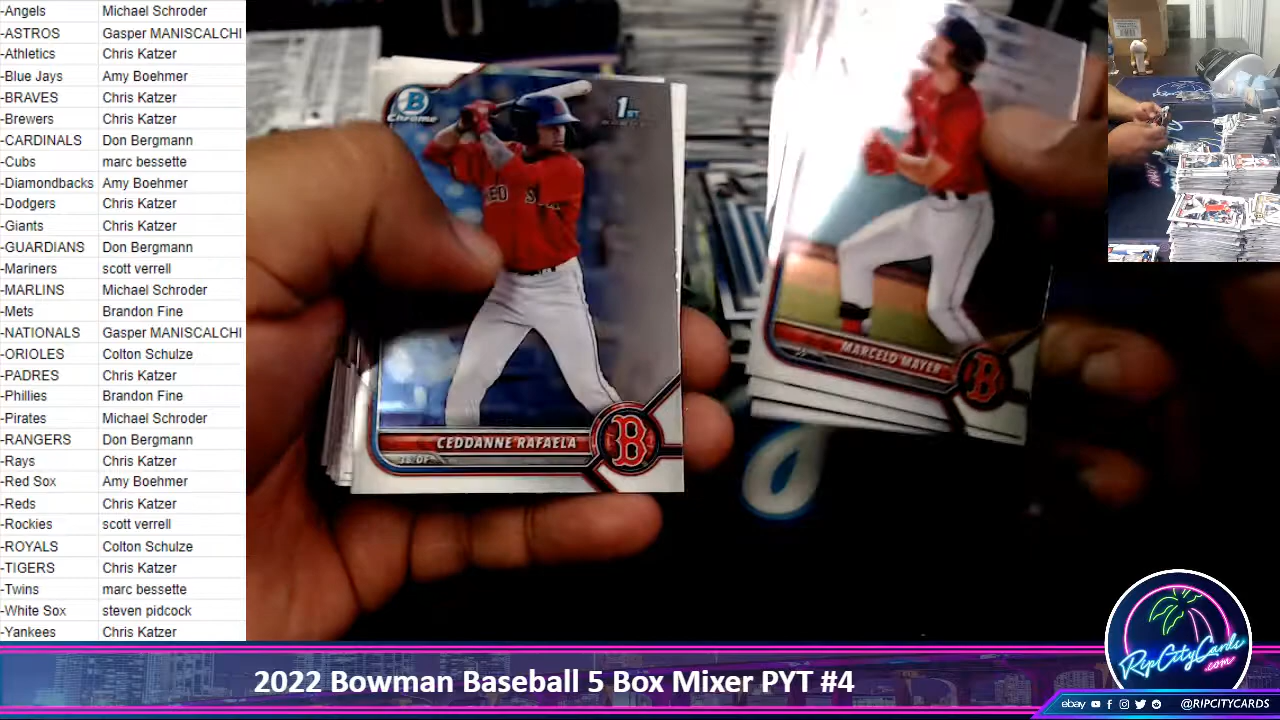 -Angels Michael Schroder
-ASTROS Gasper MANISCALCHI
-Athletics Chris Katzer
-Blue Jays Amy Boehmer
-BRAVES Chris Katzer
-Brewers Chris Katzer
-CARDINALS Don Bergmann
-Cubs marc bessette
-Diamondbacks Amy Boehmer
-Dodgers Chris Katzer
-Giants Chris Katzer
-GUARDIANS Don Bergmann
-Mariners scott verrell
-MARLINS Michael Schroder
-Mets Brandon Fine
-NATIONALS Gasper MANISCALCHI
-ORIOLES Colton Schulze
-PADRES Chris Katzer
-Phillies Brandon Fine
-Pirates Michael Schroder
-RANGERS Don Bergmann
-Rays Chris Katzer
-Red Sox Amy Boehmer
-Reds Chris Katzer
-Rockies scott verrell
-ROYALS Colton Schulze
-TIGERS Chris Katzer
-Twins marc bessette
-White Sox steven pidcock
-Yankees Chris Katzer
B
Chrome
1ST
CEDDANNE RAFAELA
B
MARCELO MAYER
B
RipCityCards
.com
2022 Bowman Baseball 5 Box Mixer PYT #4
ebay @RIPCITYCARDS